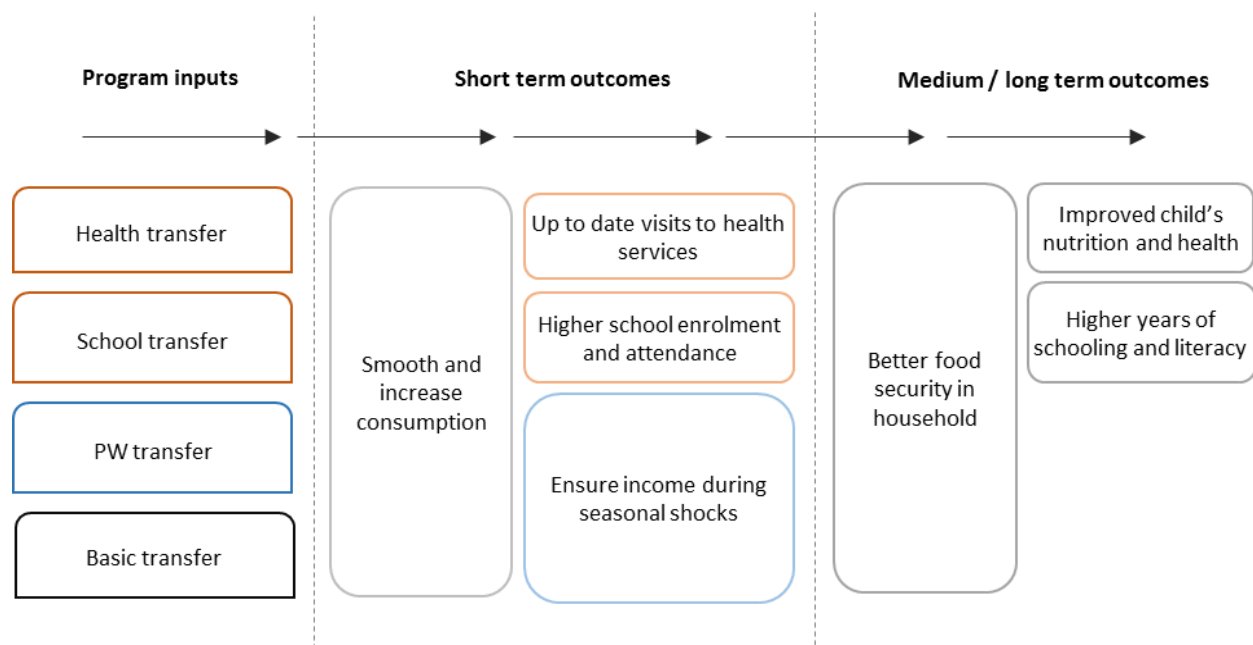 Program inputs
Short term outcomes
Medium / long term outcomes
Health transfer
School transfer
PW transfer
Basic transfer
Smooth and
increase
consumption
Up to date visits to health
services
Higher school enrolment
and attendance
Ensure income during
seasonal shocks
Better food
security in
household
Improved child’s
nutrition and health
Higher years of
schooling and literacy